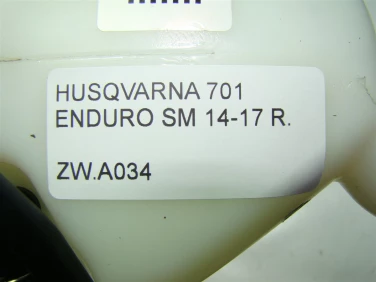 HUSQVARNA 701
ENDURO SM 14-17 R.
ZW.A034